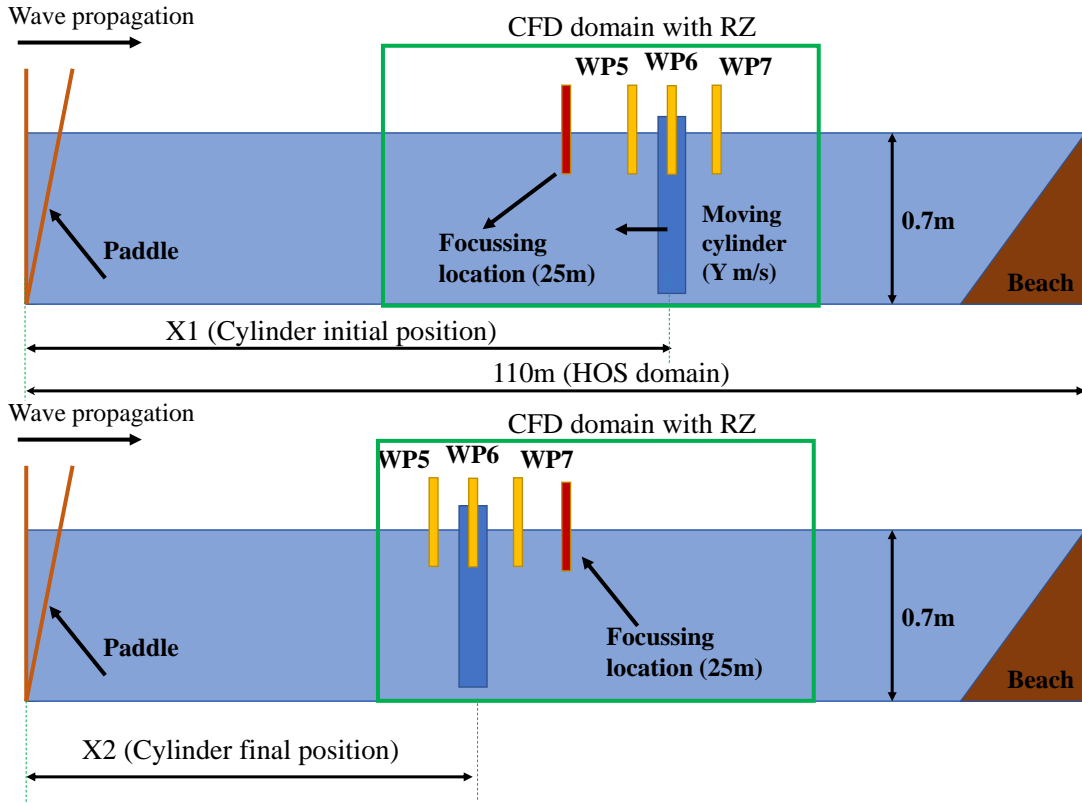 Wave propagation
CFD domain with RZ
WP5
WP6
WP7
Paddle
Focussing
location (25m)
Moving
cylinder
(Y m/s)
0.7m
Beach
X1 (Cylinder initial position)
110m (HOS domain)
Wave propagation
CFD domain with RZ
WP5
WP6
WP7
Paddle
Focussing
location (25m)
0.7m
Beach
X2 (Cylinder final position)